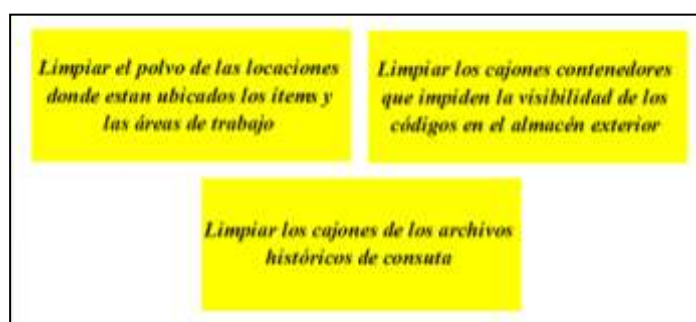 Limpiar el polvo de las locaciones
donde estan ubicados los ítems y
las áreas de trabajo
Limpiar los cajones contenedores
que impiden la visibilidad de los
códigos en el almacén exterior
Limpiar los cajones de los archivos
históricos de consuta